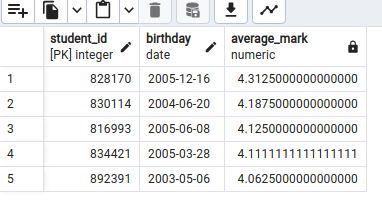 student_id birthday average_mark
[PK] integer date numeric
1 828170 2005-12-16 4.3125000000000000
2 830114 2004-06-20 4.1875000000000000
3 816993 2005-06-08 4.1250000000000000
4 834421 2005-03-28 4.1111111111111111
5 892391 2003-05-06 4.0625000000000000